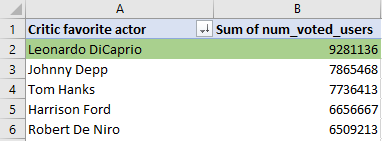 A B
1 Critic favorite actor Sum of num_voted_users
2 Leonardo DiCaprio 9281136
3 Johnny Depp 7865468
4 Tom Hanks 7736413
5 Harrison Ford 6656667
6 Robert De Niro 6509213